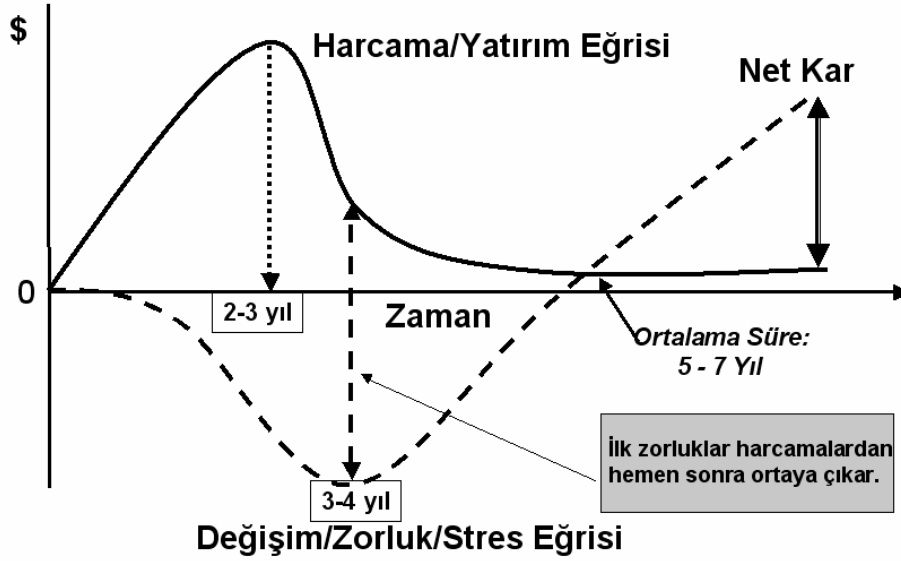 $
Harcama/Yatırım Eğrisi
Net Kar
0
2-3 yıl
Zaman
Ortalama Süre:
5 - 7 Yıl
İlk zorluklar harcamalardan
hemen sonra ortaya çıkar.
3-4 yıl
Değişim/Zorluk/Stres Eğrisi